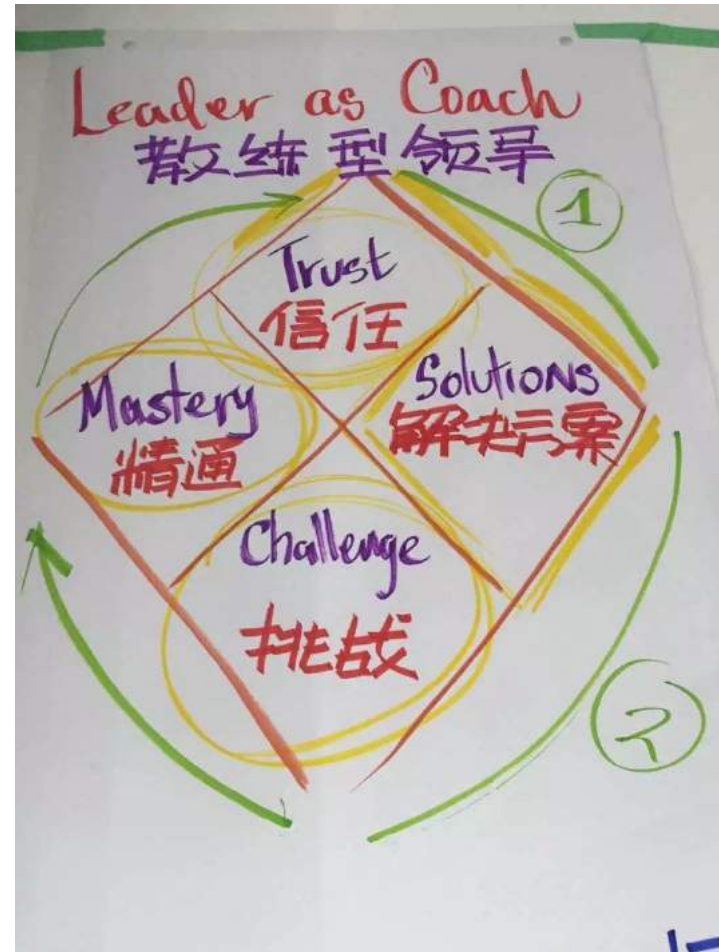 Leader as Coach
教练型领导
1
Trust
信任
Mastery
精通
Solutions
解决方案
Challenge
挑战
2